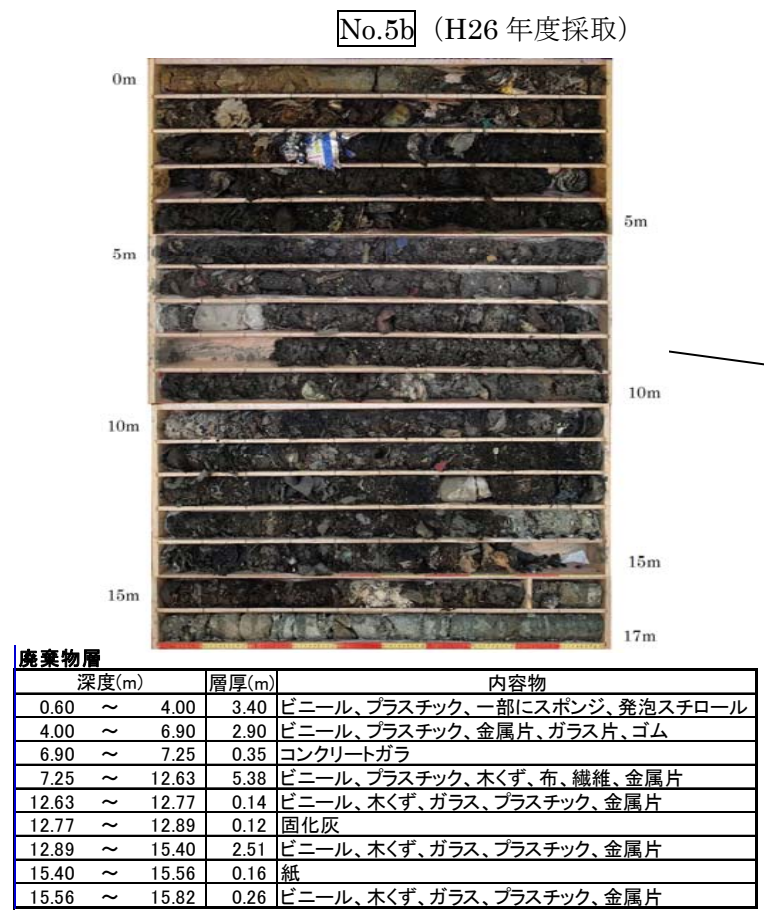 No.5b（H26 年度採取）
0m
5m
5m
10m
10m
15m
15m
17m
廃棄物層
深度(m) 層厚(m) 内容物
0.60 ～ 4.00 3.40 ビニール、プラスチック、一部にスポンジ、発泡スチロール
4.00 ～ 6.90 2.90 ビニール、プラスチック、金属片、ガラス片、ゴム
6.90 ～ 7.25 0.35 コンクリートガラ
7.25 ～ 12.63 5.38 ビニール、プラスチック、木くず、布、繊維、金属片
12.63 ～ 12.77 0.14 ビニール、木くず、ガラス、プラスチック、金属片
12.77 ～ 12.89 0.12 固化灰
12.89 ～ 15.40 2.51 ビニール、木くず、ガラス、プラスチック、金属片
15.40 ～ 15.56 0.16 紙
15.56 ～ 15.82 0.26 ビニール、木くず、ガラス、プラスチック、金属片